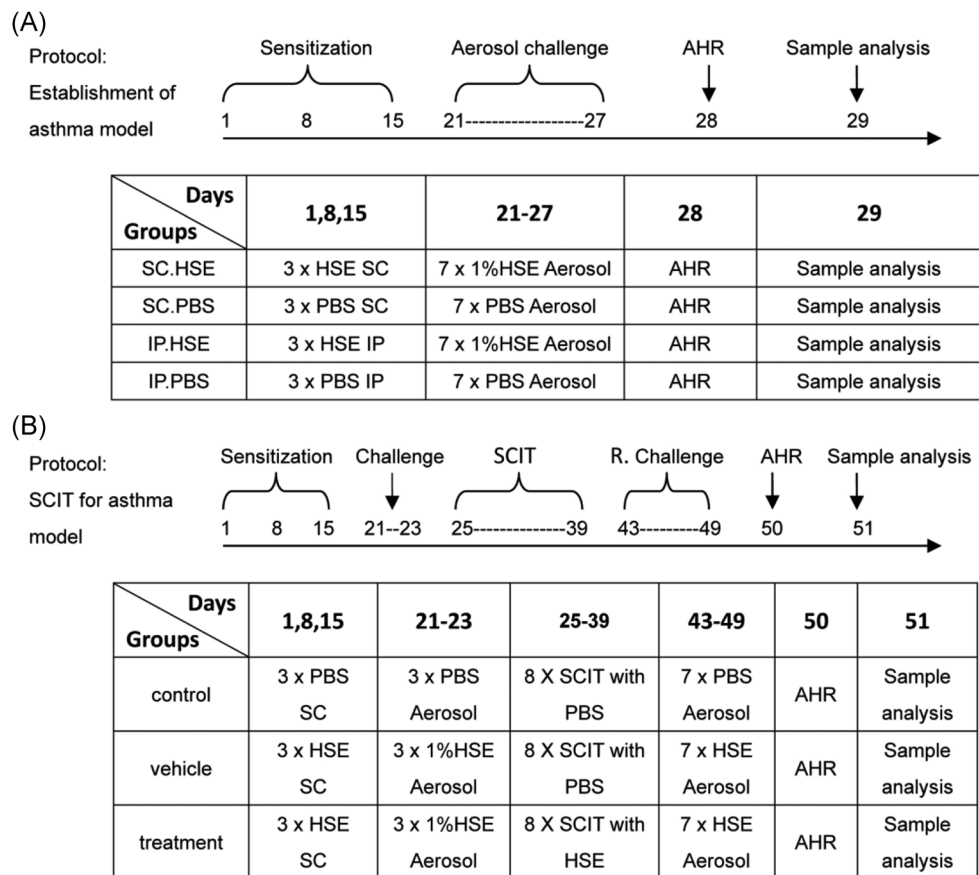 (A)
Protocol:
Establishment of
asthma model
Sensitization
Aerosol challenge
AHR
Sample analysis
1 8 15 21-------------------27 28 29
Days
Groups
1,8,15 21-27 28 29
SC.HSE 3 x HSE SC 7 x 1%HSE Aerosol AHR Sample analysis
SC.PBS 3 x PBS SC 7 x PBS Aerosol AHR Sample analysis
IP.HSE 3 x HSE IP 7 x 1%HSE Aerosol AHR Sample analysis
IP.PBS 3 x PBS IP 7 x PBS Aerosol AHR Sample analysis
(B)
Protocol:
SCIT for asthma
model
Sensitization Challenge SCIT R. Challenge AHR Sample analysis
1 8 15 21--23 25---------------39 43---------49 50 51
Days
Groups
1,8,15 21-23 25-39 43-49 50 51
control
3 x PBS
SC
3 x PBS
Aerosol
8 X SCIT with
PBS
7 x PBS
Aerosol
AHR
Sample
analysis
vehicle
3 x HSE
SC
3 x 1%HSE
Aerosol
8 X SCIT with
PBS
7 x HSE
Aerosol
AHR
Sample
analysis
treatment
3 x HSE
SC
3 x 1%HSE
Aerosol
8 X SCIT with
HSE
7 x HSE
Aerosol
AHR
Sample
analysis